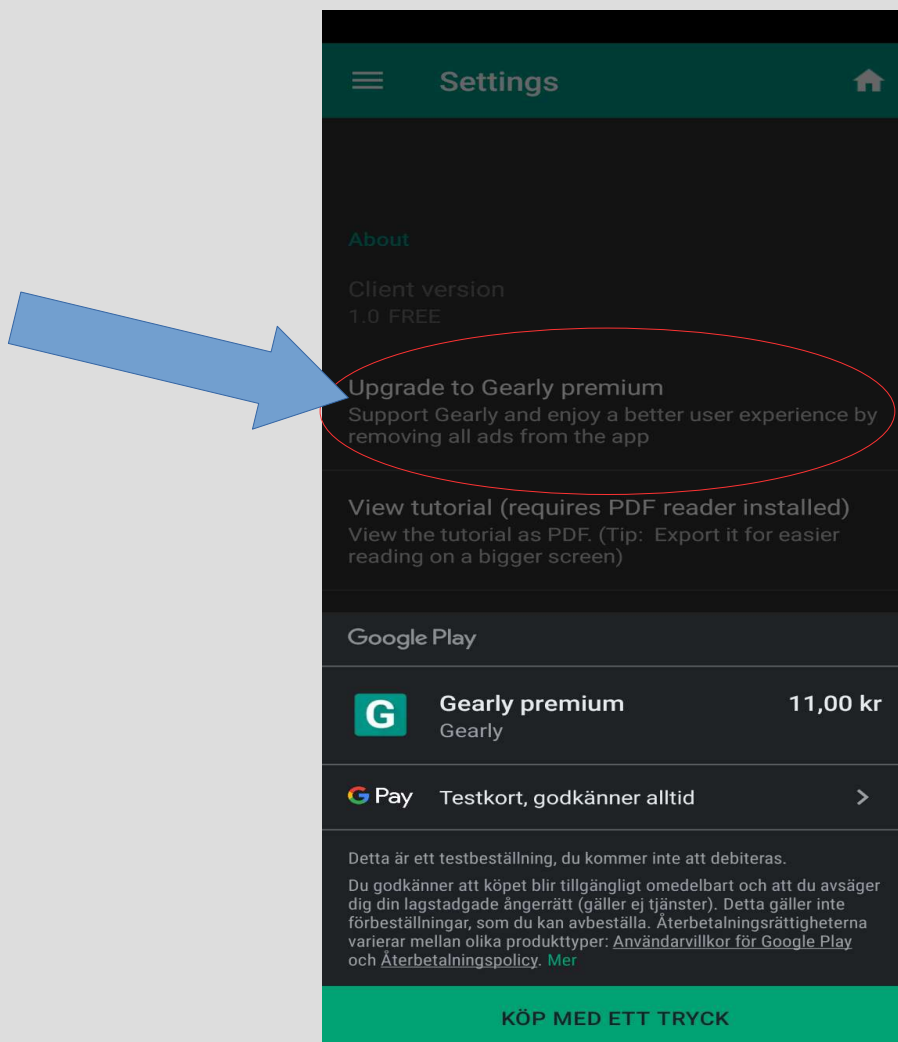 Settings
About
Client version
1.0 FREE
Upgrade to Gearly premium
Support Gearly and enjoy a better user experience by
removing all ads from the app
View tutorial (requires PDF reader installed)
View the tutorial as PDF. (Tip: Export it for easier
reading on a bigger screen)
Google Play
G
Gearly premium
11,00 kr
Gearly
G Pay
Testkort, godkänner alltid
Detta är ett testbeställning, du kommer inte att debiteras.
Du godkänner att köpet blir tillgängligt omedelbart och att du avsäger
dig din lagstadgade ångerrätt (gäller ej tjänster). Detta gäller inte
förbeställningar, som du kan avbeställa. Återbetalningsrättigheterna
varierar mellan olika produkttyper: Användarvillkor för Google Play
och Återbetalningspolicy. Mer
KÖP MED ETT TRYCK